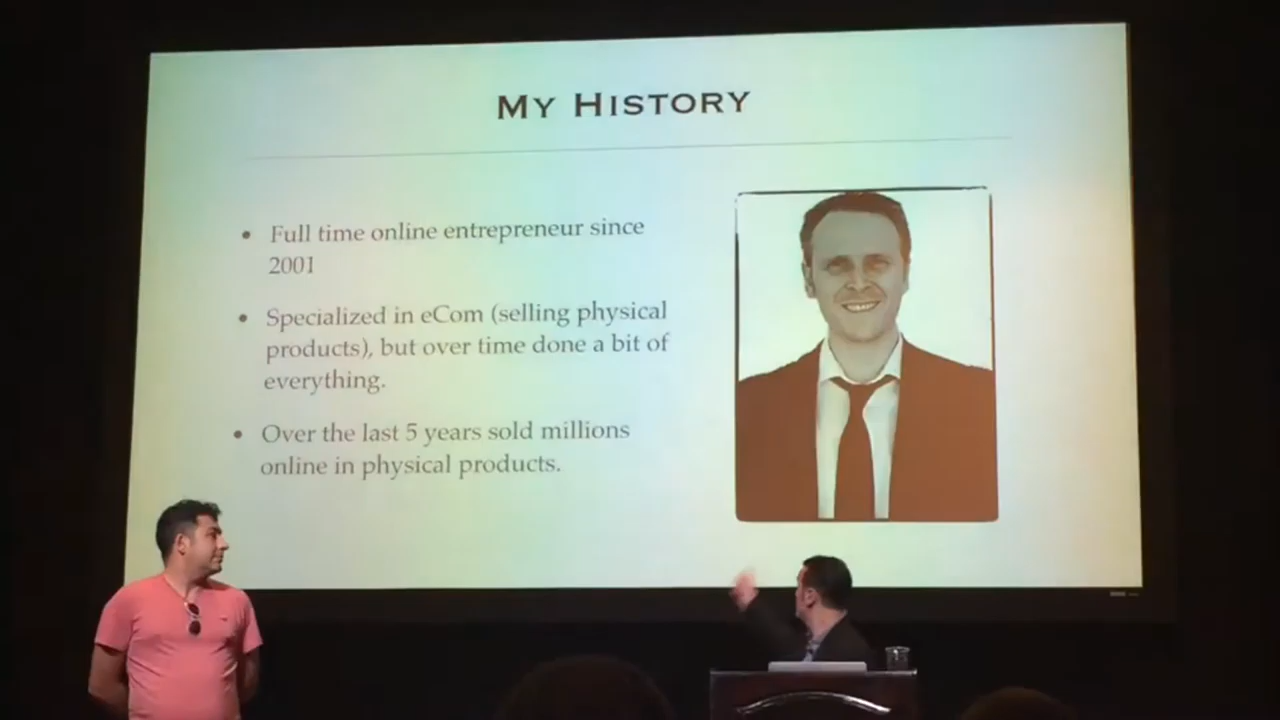 My History
• Full time online entrepreneur since
2001
• Specialized in eCom (selling physical
products), but over time done a bit of
everything.
• Over the last 5 years sold millions
online in physical products.